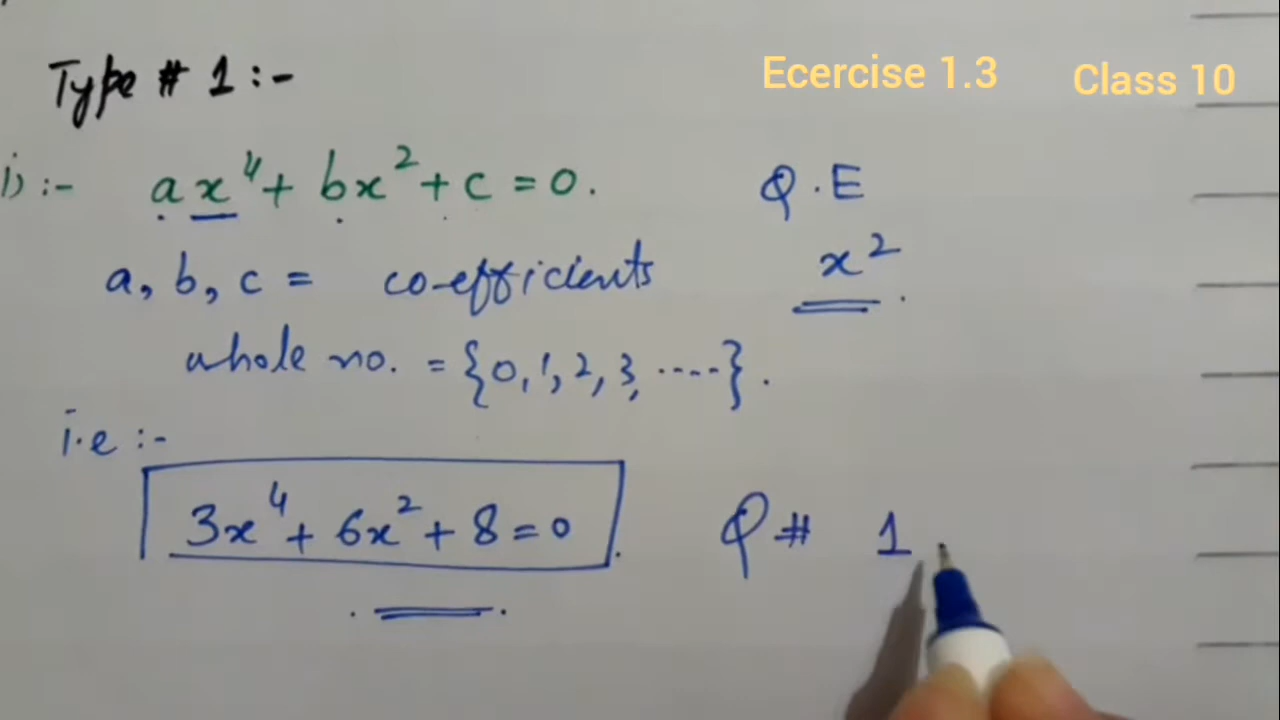 Type # 1:-
Ecercise 1.3
Class 10
i) :- ax⁴ + bx² + c = 0.
Q.E
x².
a, b, c = co-efficients
whole no. = {0, 1, 2, 3, ....}.
i.e :-
3x⁴ + 6x² + 8 = 0.
Q# 1